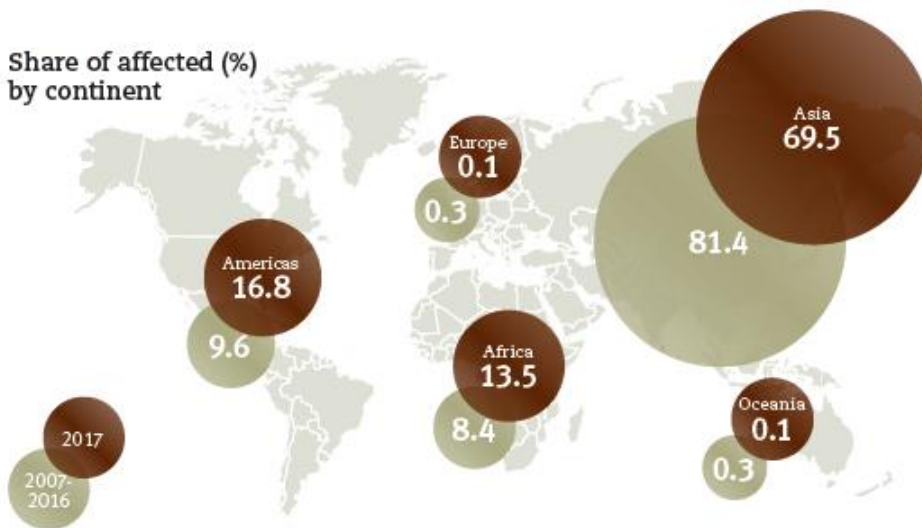 Share of affected (%)
by continent
Asia
69.5
81.4
Europe
0.1
0.3
Americas
16.8
9.6
Africa
13.5
8.4
Oceania
0.1
0.3
2017
2007-
2016